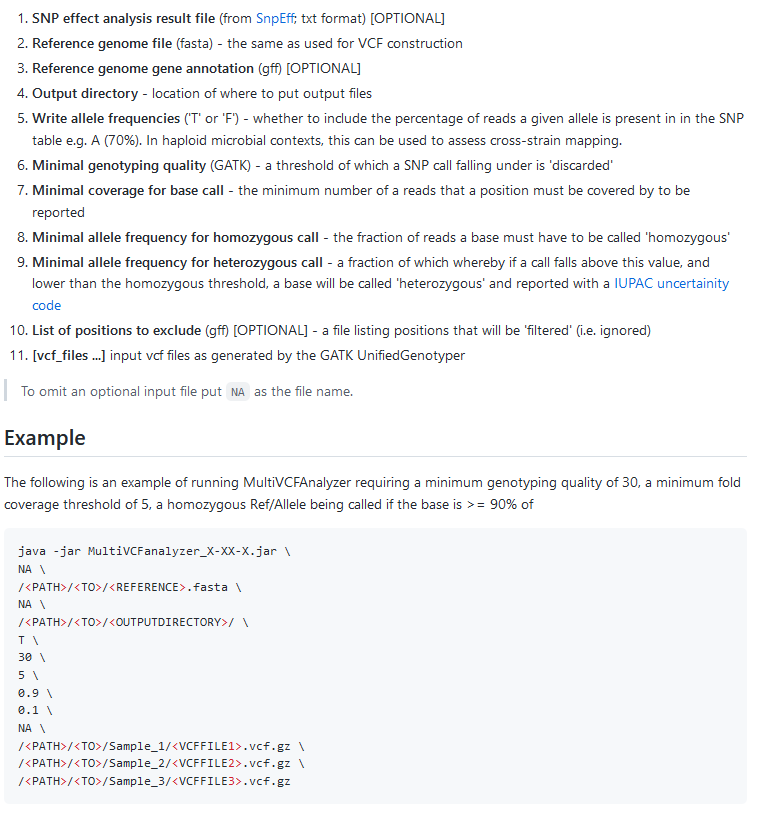 1. SNP effect analysis result file (from SnpEff; txt format) [OPTIONAL]
2. Reference genome file (fasta) - the same as used for VCF construction
3. Reference genome gene annotation (gff) [OPTIONAL]
4. Output directory - location of where to put output files
5. Write allele frequencies ('T' or 'F') - whether to include the percentage of reads a given allele is present in in the SNP
table e.g. A (70%). In haploid microbial contexts, this can be used to assess cross-strain mapping.
6. Minimal genotyping quality (GATK) - a threshold of which a SNP call falling under is 'discarded'
7. Minimal coverage for base call - the minimum number of a reads that a position must be covered by to be
reported
8. Minimal allele frequency for homozygous call - the fraction of reads a base must have to be called 'homozygous'
9. Minimal allele frequency for heterozygous call - a fraction of which whereby if a call falls above this value, and
lower than the homozygous threshold, a base will be called 'heterozygous' and reported with a IUPAC uncertainity
code
10. List of positions to exclude (gff) [OPTIONAL] - a file listing positions that will be 'filtered' (i.e. ignored)
11. [vcf_files ...] input vcf files as generated by the GATK UnifiedGenotyper
To omit an optional input file put NA as the file name.
Example
The following is an example of running MultiVCFAnalyzer requiring a minimum genotyping quality of 30, a minimum fold
coverage threshold of 5, a homozygous Ref/Allele being called if the base is >= 90% of
java -jar MultiVCFanalyzer_X-XX-X.jar \
NA \
/<PATH>/<TO>/<REFERENCE>.fasta \
NA \
/<PATH>/<TO>/<OUTPUTDIRECTORY>/ \
T \
30 \
5 \
0.9 \
0.1 \
NA \
/<PATH>/<TO>/Sample_1/<VCFFILE1>.vcf.gz \
/<PATH>/<TO>/Sample_2/<VCFFILE2>.vcf.gz \
/<PATH>/<TO>/Sample_3/<VCFFILE3>.vcf.gz